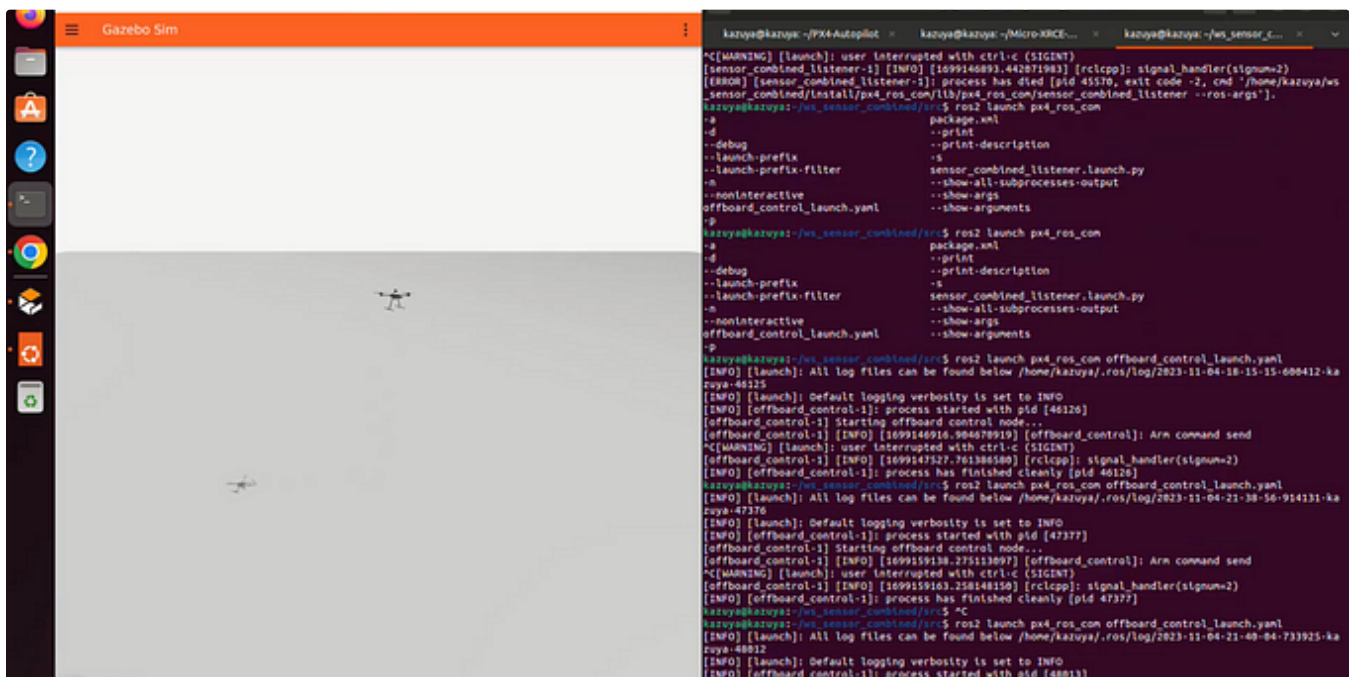 Gazebo Sim
kazuya@kazuya: ~/PX4-Autopilot × kazuya@kazuya: ~/Micro-XRCE-... × kazuya@kazuya: ~/ws_sensor_c... ×
^C[WARNING] [launch]: user interrupted with ctrl-c (SIGINT)
[sensor_combined_listener-1] [INFO] [1699146893.442071983] [rclcpp]: signal_handler(signum=2)
[ERROR] [sensor_combined_listener-1]: process has died [pid 45570, exit code -2, cmd '/home/kazuya/ws
_sensor_combined/install/px4_ros_com/lib/px4_ros_com/sensor_combined_listener --ros-args'].
kazuya@kazuya:~/ws_sensor_combined/src$ ros2 launch px4_ros_com
-a package.xml
-d --print
--debug --print-description
--launch-prefix -s
--launch-prefix-filter sensor_combined_listener.launch.py
-n --show-all-subprocesses-output
--noninteractive --show-args
offboard_control_launch.yaml --show-arguments
-p
kazuya@kazuya:~/ws_sensor_combined/src$ ros2 launch px4_ros_com
-a package.xml
-d --print
--debug --print-description
--launch-prefix -s
--launch-prefix-filter sensor_combined_listener.launch.py
-n --show-all-subprocesses-output
--noninteractive --show-args
offboard_control_launch.yaml --show-arguments
-p
kazuya@kazuya:~/ws_sensor_combined/src$ ros2 launch px4_ros_com offboard_control_launch.yaml
[INFO] [launch]: All log files can be found below /home/kazuya/.ros/log/2023-11-04-18-15-15-600412-ka
zuya-46125
[INFO] [launch]: Default logging verbosity is set to INFO
[INFO] [offboard_control-1]: process started with pid [46126]
[offboard_control-1] Starting offboard control node...
[offboard_control-1] [INFO] [1699146916.904670919] [offboard_control]: Arm command send
^C[WARNING] [launch]: user interrupted with ctrl-c (SIGINT)
[offboard_control-1] [INFO] [1699147527.761386580] [rclcpp]: signal_handler(signum=2)
[INFO] [offboard_control-1]: process has finished cleanly [pid 46126]
kazuya@kazuya:~/ws_sensor_combined/src$ ros2 launch px4_ros_com offboard_control_launch.yaml
[INFO] [launch]: All log files can be found below /home/kazuya/.ros/log/2023-11-04-21-38-56-914131-ka
zuya-47376
[INFO] [launch]: Default logging verbosity is set to INFO
[INFO] [offboard_control-1]: process started with pid [47377]
[offboard_control-1] Starting offboard control node...
[offboard_control-1] [INFO] [1699159138.275113097] [offboard_control]: Arm command send
^C[WARNING] [launch]: user interrupted with ctrl-c (SIGINT)
[offboard_control-1] [INFO] [1699159163.258148150] [rclcpp]: signal_handler(signum=2)
[INFO] [offboard_control-1]: process has finished cleanly [pid 47377]
kazuya@kazuya:~/ws_sensor_combined/src$ ^C
kazuya@kazuya:~/ws_sensor_combined/src$ ros2 launch px4_ros_com offboard_control_launch.yaml
[INFO] [launch]: All log files can be found below /home/kazuya/.ros/log/2023-11-04-21-40-04-733925-ka
zuya-48012
[INFO] [launch]: Default logging verbosity is set to INFO
[INFO] [offboard_control-1]: process started with pid [48013]